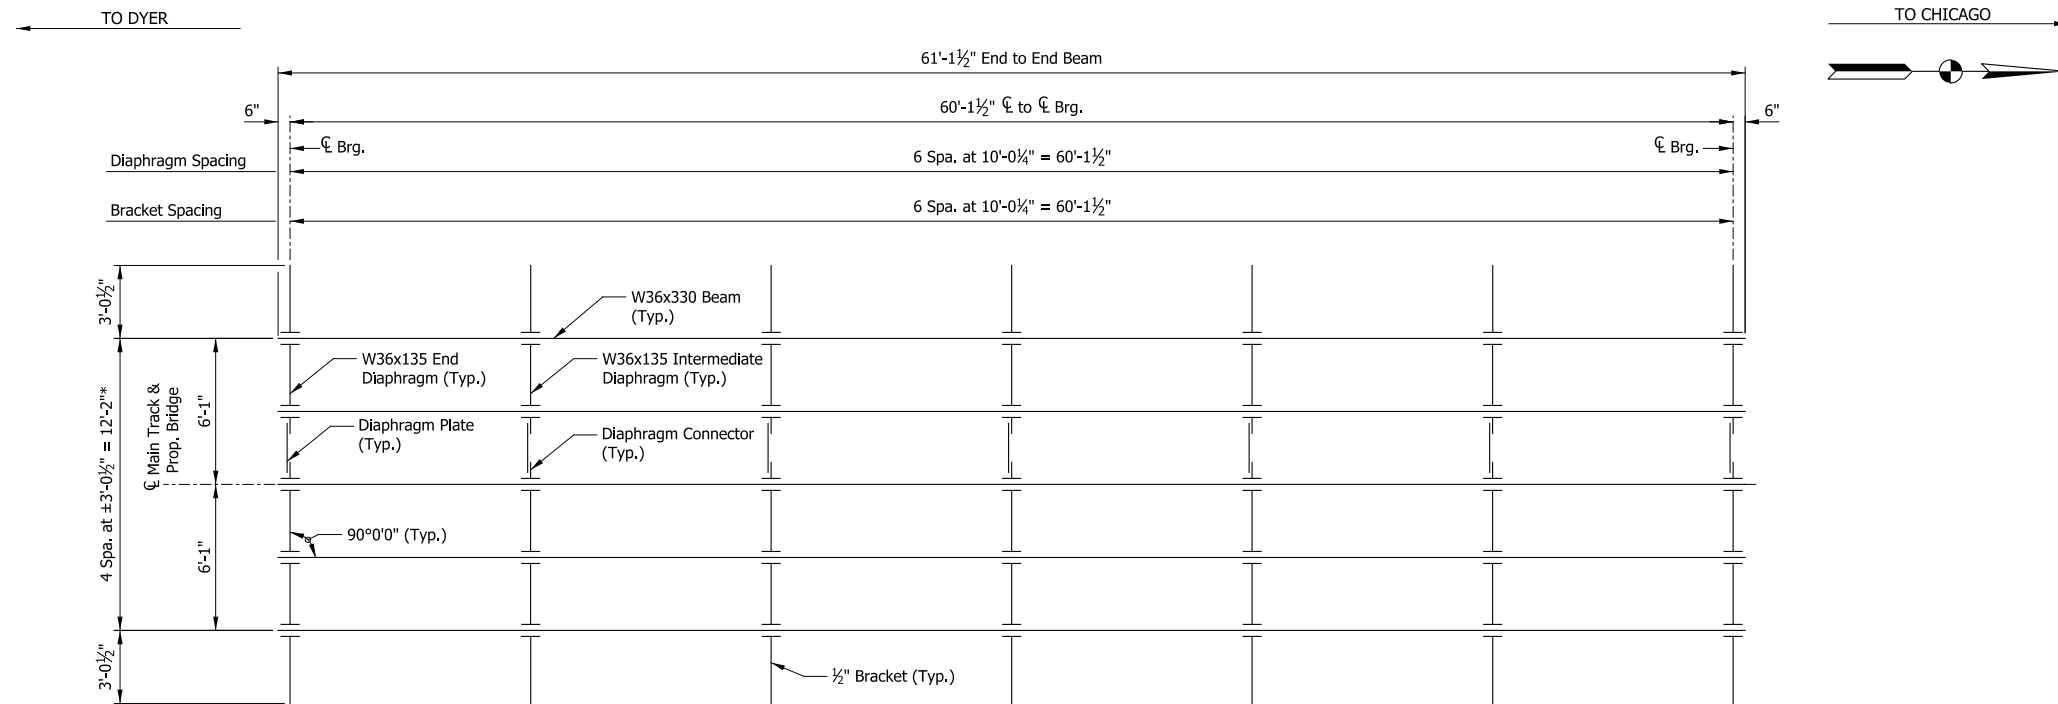 TO DYER
TO CHICAGO
61'-1½" End to End Beam
6"
60'-1½" ℄ to ℄ Brg.
6"
℄ Brg.
℄ Brg.
Diaphragm Spacing
6 Spa. at 10'-0¼" = 60'-1½"
Bracket Spacing
6 Spa. at 10'-0¼" = 60'-1½"
3'-0½"
W36x330 Beam
(Typ.)
W36x135 End
Diaphragm (Typ.)
W36x135 Intermediate
Diaphragm (Typ.)
4 Spa. at ±3'-0½" = 12'-2"*
℄ Main Track &
Prop. Bridge
6'-1"
Diaphragm Plate
(Typ.)
Diaphragm Connector
(Typ.)
90°0'0" (Typ.)
6'-1"
3'-0½"
½" Bracket (Typ.)